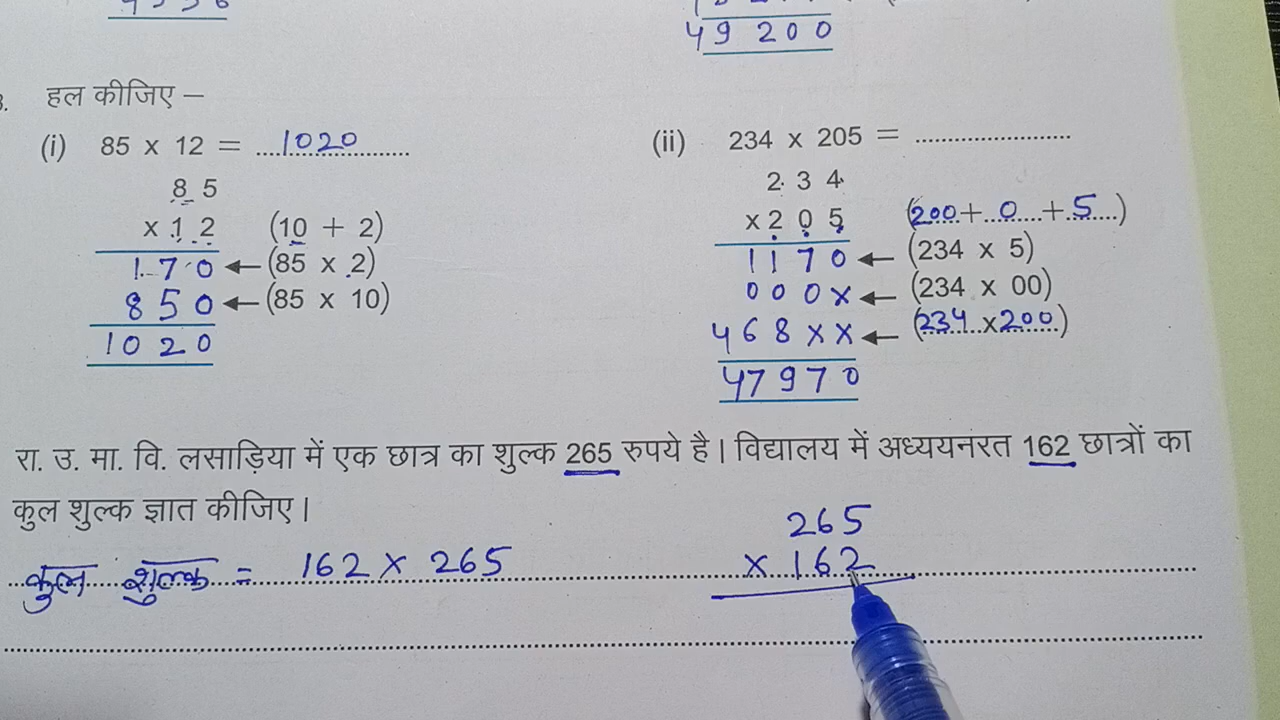 49200
हल कीजिए –
(i) 85 x 12 = ....1020....
85
x 12 (10 + 2)
170 ← (85 x 2)
850 ← (85 x 10)
1020
(ii) 234 x 205 = ......................
234
x 205 (200 + 0 + 5)
1170 ← (234 x 5)
000x ← (234 x 00)
468xx ← (234 x 200)
47970
रा. उ. मा. वि. लसाड़िया में एक छात्र का शुल्क 265 रुपये है। विद्यालय में अध्ययनरत 162 छात्रों का
कुल शुल्क ज्ञात कीजिए।
कुल शुल्क = 162 x 265
265
x 162